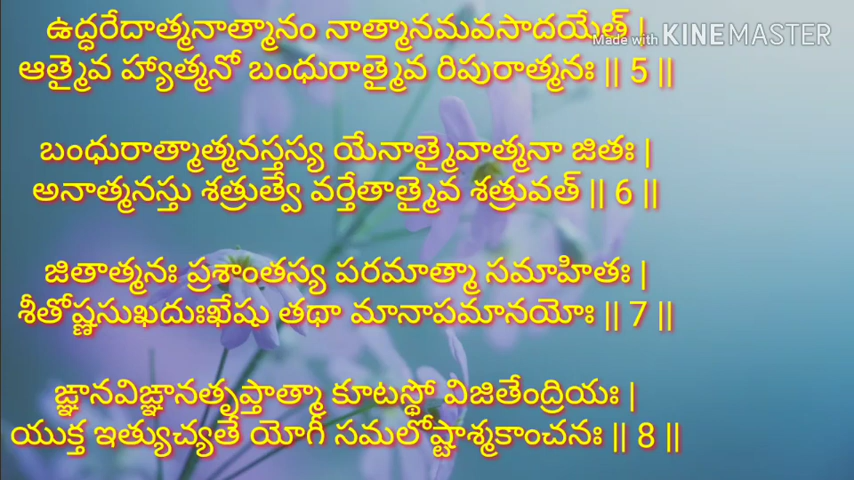 ఉద్ధరేదాత్మనాత్మానం నాత్మానమవసాదయేత్ |
Made with KINEMASTER
ఆత్మైవ హ్యాత్మనో బంధురాత్మైవ రిపురాత్మనః || 5 ||
బంధురాత్మాత్మనస్తస్య యేనాత్మైవాత్మనా జితః |
అనాత్మనస్తు శత్రుత్వే వర్తేతాత్మైవ శత్రువత్ || 6 ||
జితాత్మనః ప్రశాంతస్య పరమాత్మా సమాహితః |
శీతోష్ణసుఖదుఃఖేషు తథా మానాపమానయోః || 7 ||
ఙ్ఞానవిఙ్ఞానతృప్తాత్మా కూటస్థో విజితేంద్రియః |
యుక్త ఇత్యుచ్యతే యోగీ సమలోష్టాశ్మకాంచనః || 8 ||